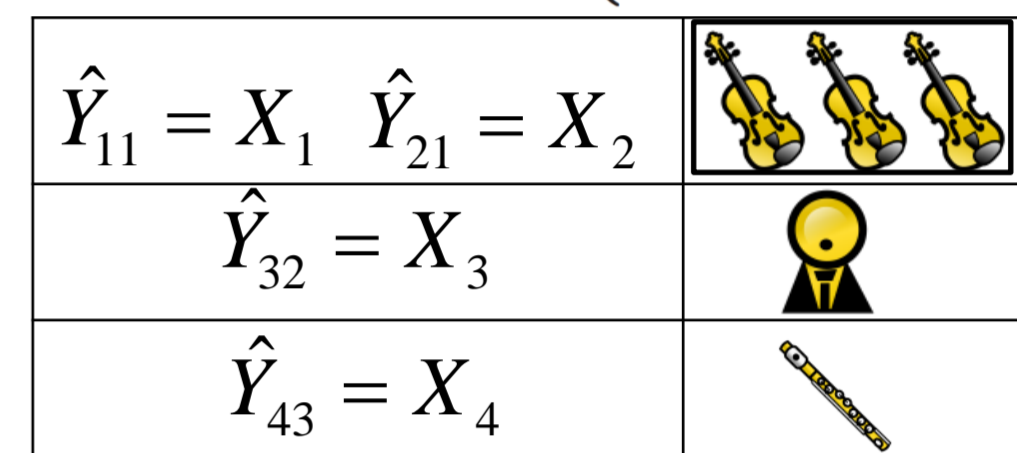 Ŷ₁₁ = X₁ Ŷ₂₁ = X₂
Ŷ₃₂ = X₃
Ŷ₄₃ = X₄